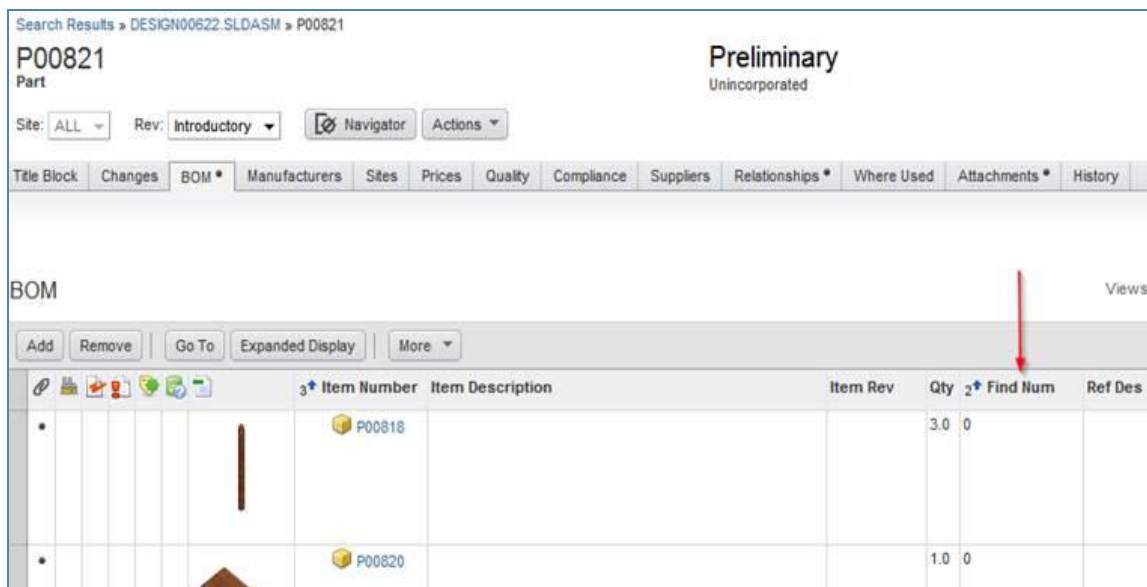 Search Results » DESIGN00622.SLDASM » P00821
P00821
Part
Preliminary
Unincorporated
Site: ALL Rev: Introductory Navigator Actions
Title Block Changes BOM • Manufacturers Sites Prices Quality Compliance Suppliers Relationships • Where Used Attachments • History
BOM
Views
Add Remove Go To Expanded Display More
3 Item Number Item Description Item Rev Qty 2 Find Num Ref Des
P00818 3.0 0
P00820 1.0 0